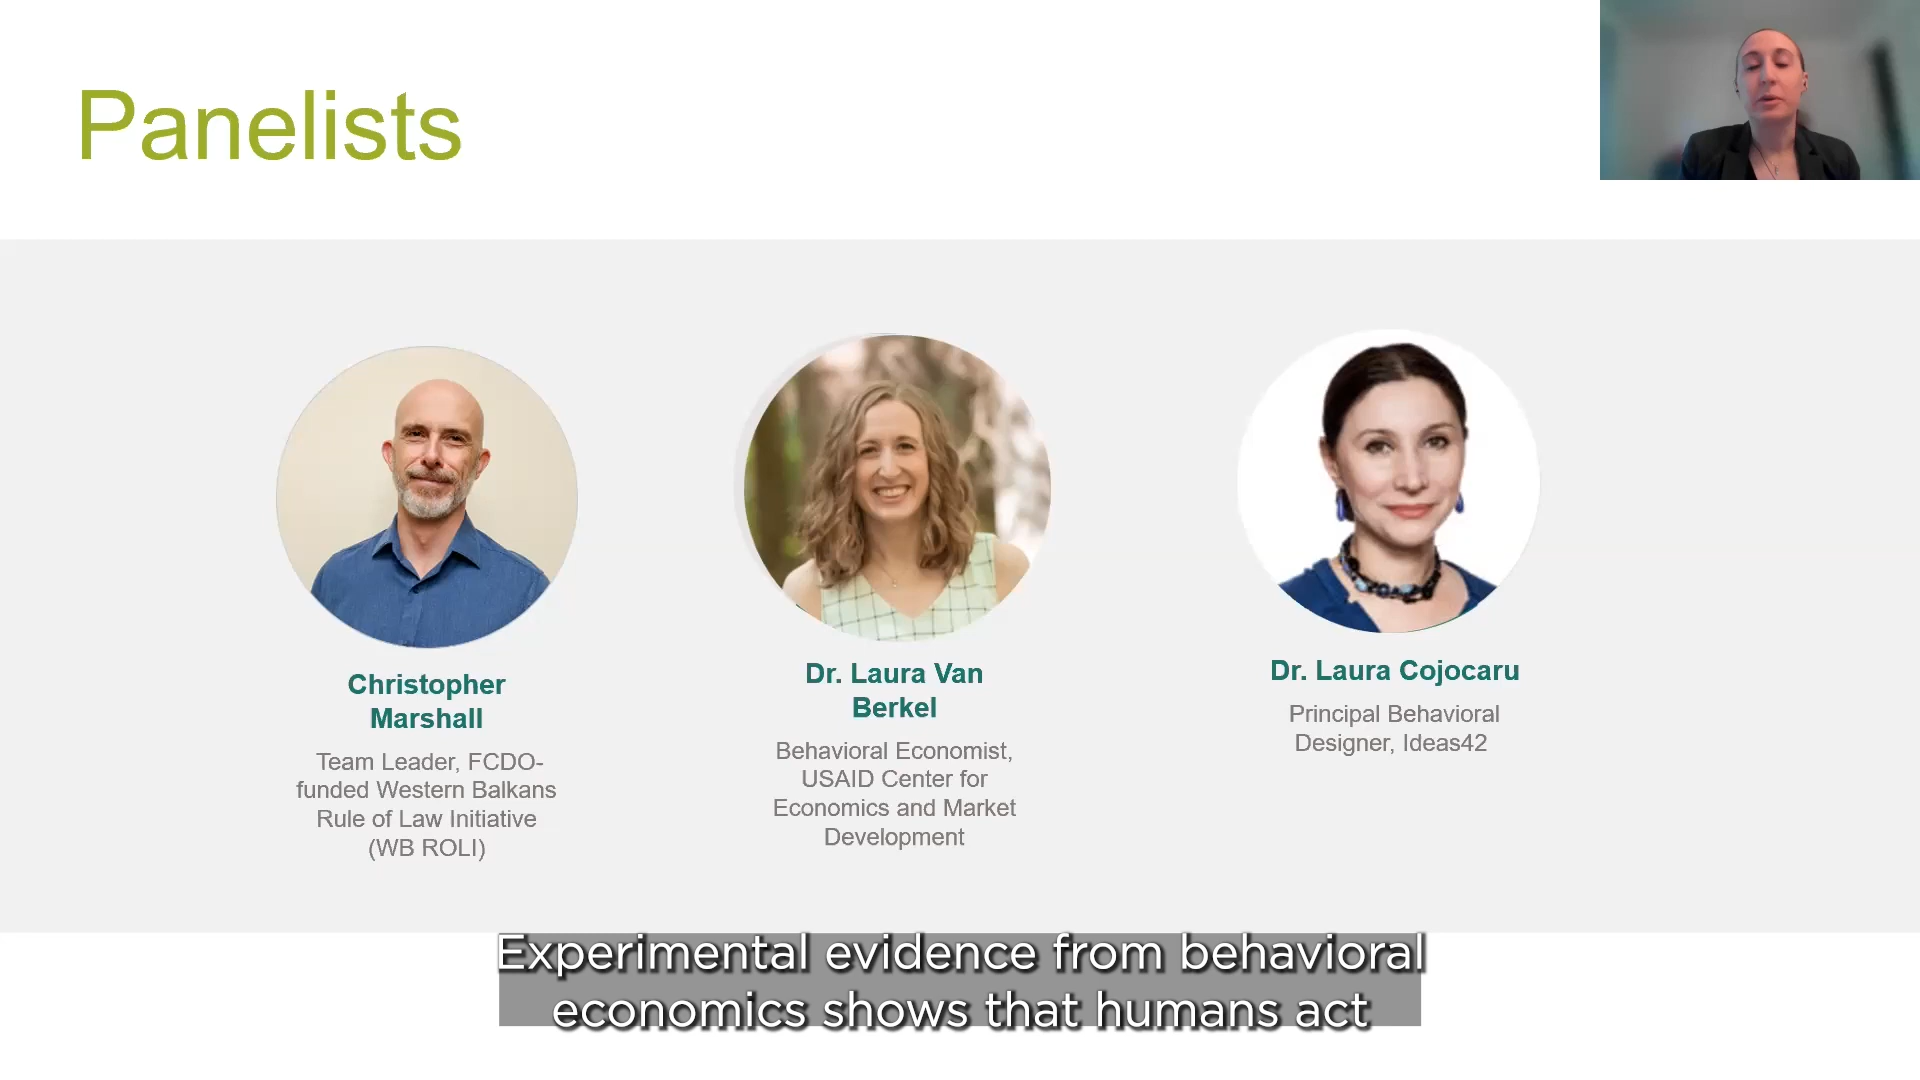 Panelists
Christopher
Marshall
Team Leader, FCDO-
funded Western Balkans
Rule of Law Initiative
(WB ROLI)
Dr. Laura Van
Berkel
Behavioral Economist,
USAID Center for
Economics and Market
Development
Dr. Laura Cojocaru
Principal Behavioral
Designer, Ideas42
Experimental evidence from behavioral
economics shows that humans act